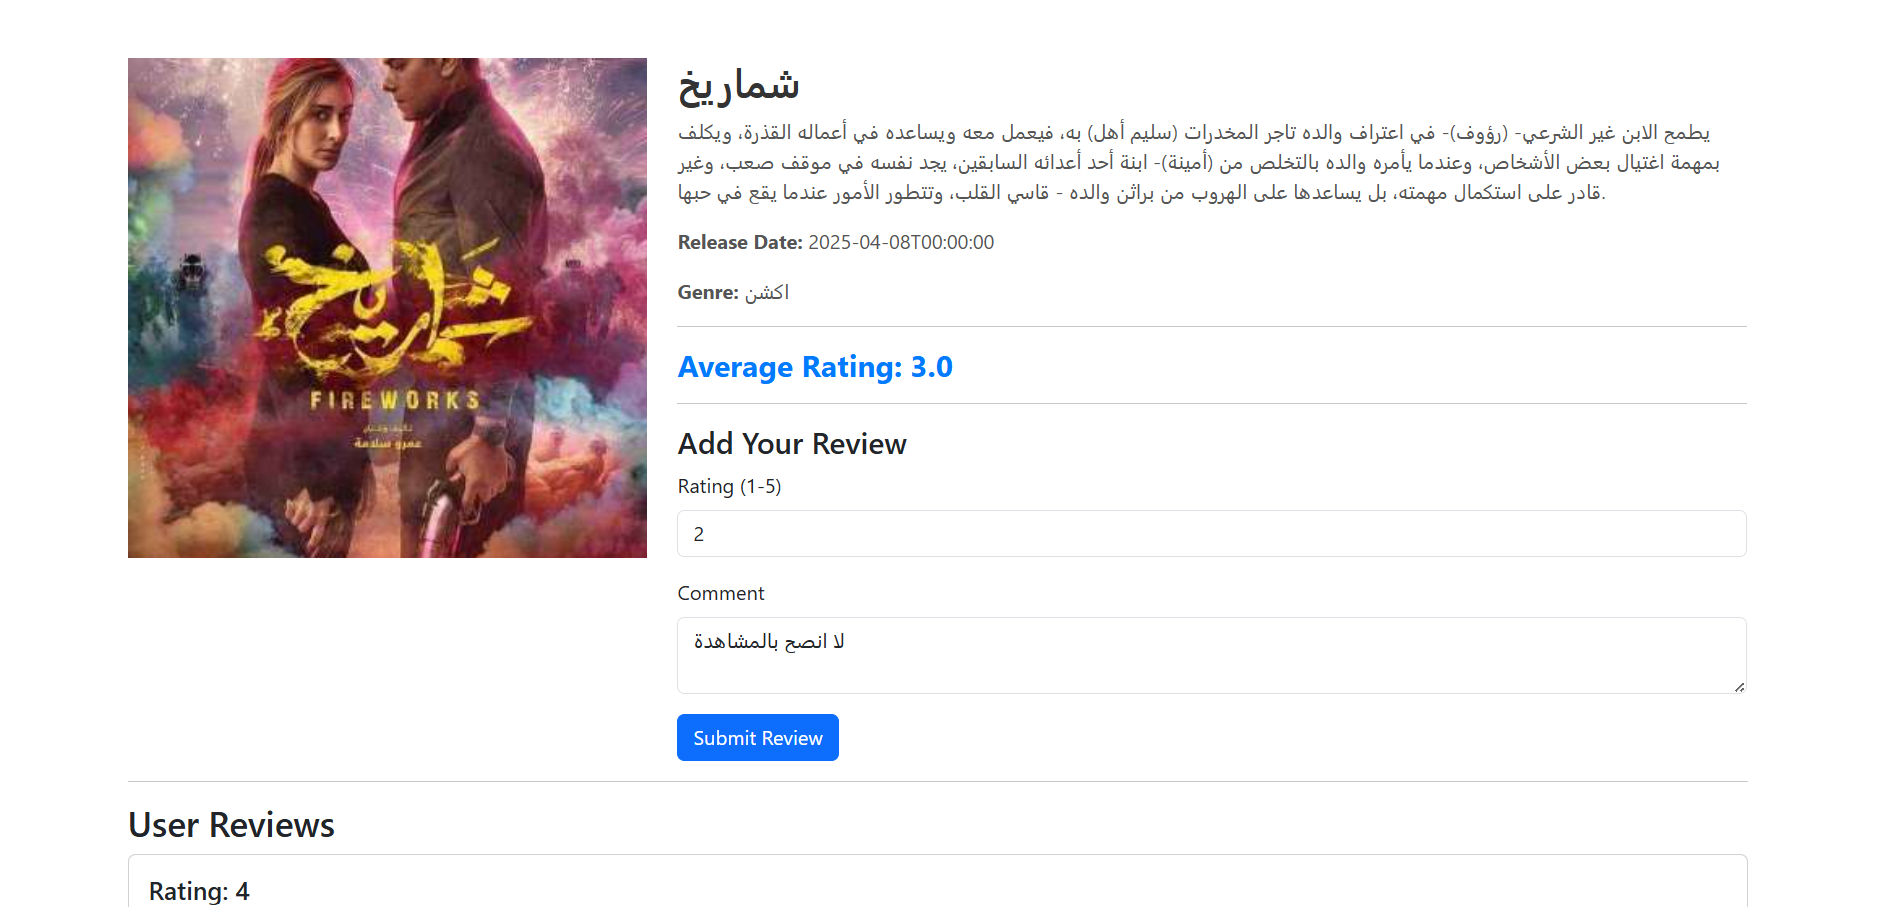 شماريخ
FIREWORKS
تأليف وإخراج
عمرو سلامة
شماريخ
يطمح الابن غير الشرعي- (رؤوف)- في اعتراف والده تاجر المخدرات (سليم أهل) به، فيعمل معه ويساعده في أعماله القذرة، ويكلف
بمهمة اغتيال بعض الأشخاص، وعندما يأمره والده بالتخلص من (أمينة)- ابنة أحد أعدائه السابقين، يجد نفسه في موقف صعب، وغير
قادر على استكمال مهمته، بل يساعدها على الهروب من براثن والده - قاسي القلب، وتتطور الأمور عندما يقع في حبها.
Release Date: 2025-04-08T00:00:00
Genre: اكشن
Average Rating: 3.0
Add Your Review
Rating (1-5)
2
Comment
لا انصح بالمشاهدة
Submit Review
User Reviews
Rating: 4